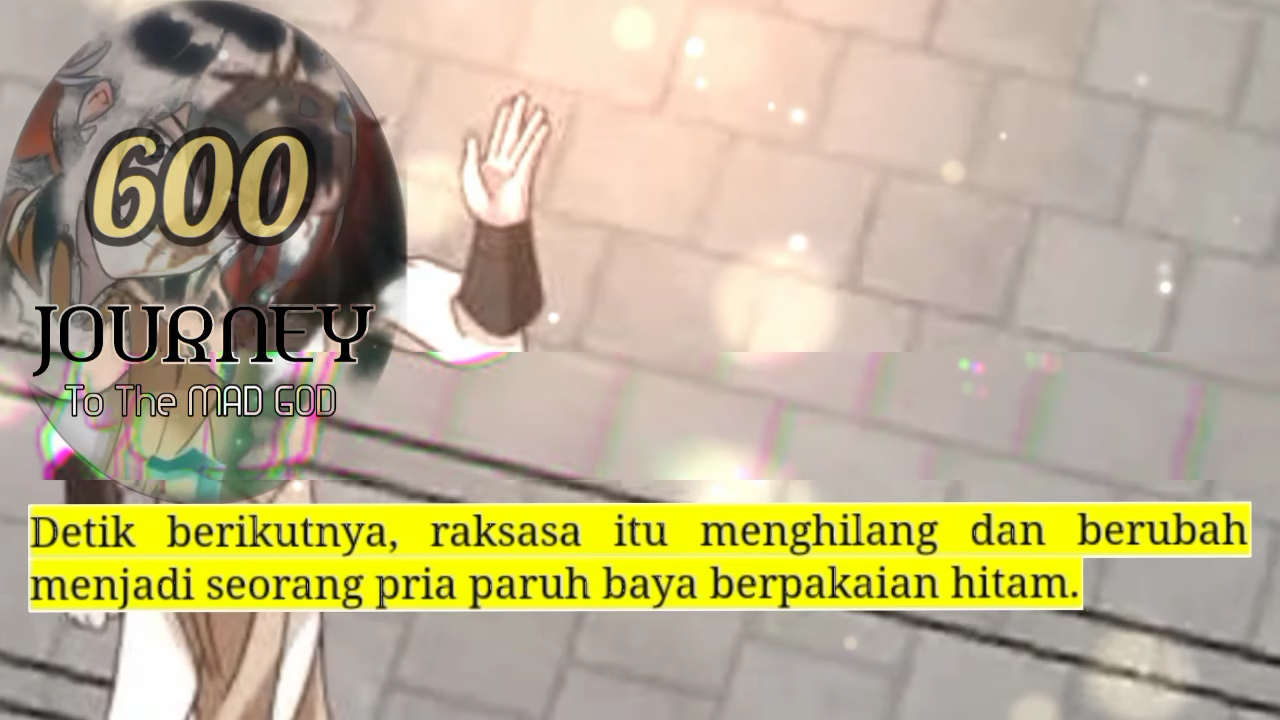 600
JOURNEY
To The MAD GOD
Detik berikutnya, raksasa itu menghilang dan berubah
menjadi seorang pria paruh baya berpakaian hitam.